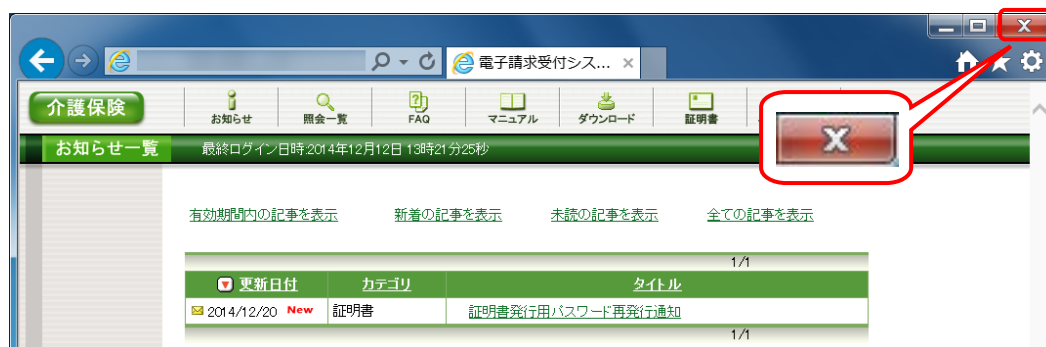 電子請求受付シス...
介護保険
お知らせ 照会一覧 FAQ マニュアル ダウンロード 証明書
お知らせ一覧 最終ログイン日時:2014年12月12日 13時21分25秒
有効期間内の記事を表示 新着の記事を表示 未読の記事を表示 全ての記事を表示
1/1
更新日付 カテゴリ タイトル
2014/12/20 New 証明書 証明書発行用パスワード再発行通知
1/1